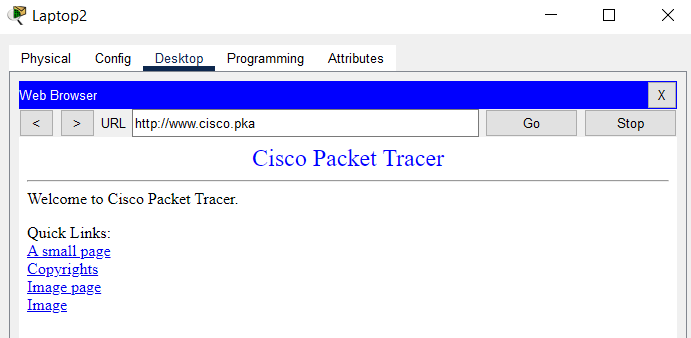 Laptop2
Physical Config Desktop Programming Attributes
Web Browser X
< > URL http://www.cisco.pka Go Stop
Cisco Packet Tracer
Welcome to Cisco Packet Tracer.
Quick Links:
A small page
Copyrights
Image page
Image